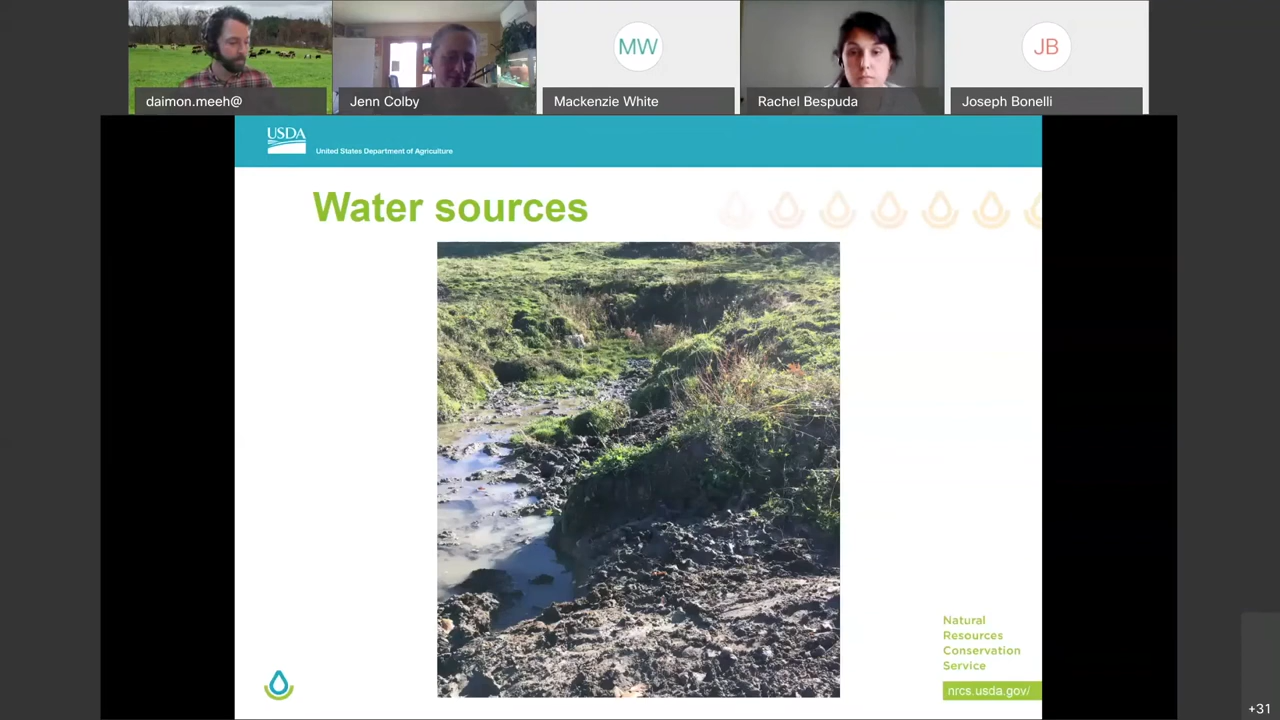 MW
JB
daimon.meeh@
Jenn Colby
Mackenzie White
Rachel Bespuda
Joseph Bonelli
USDA
United States Department of Agriculture
Water sources
Natural
Resources
Conservation
Service
nrcs.usda.gov/
+31